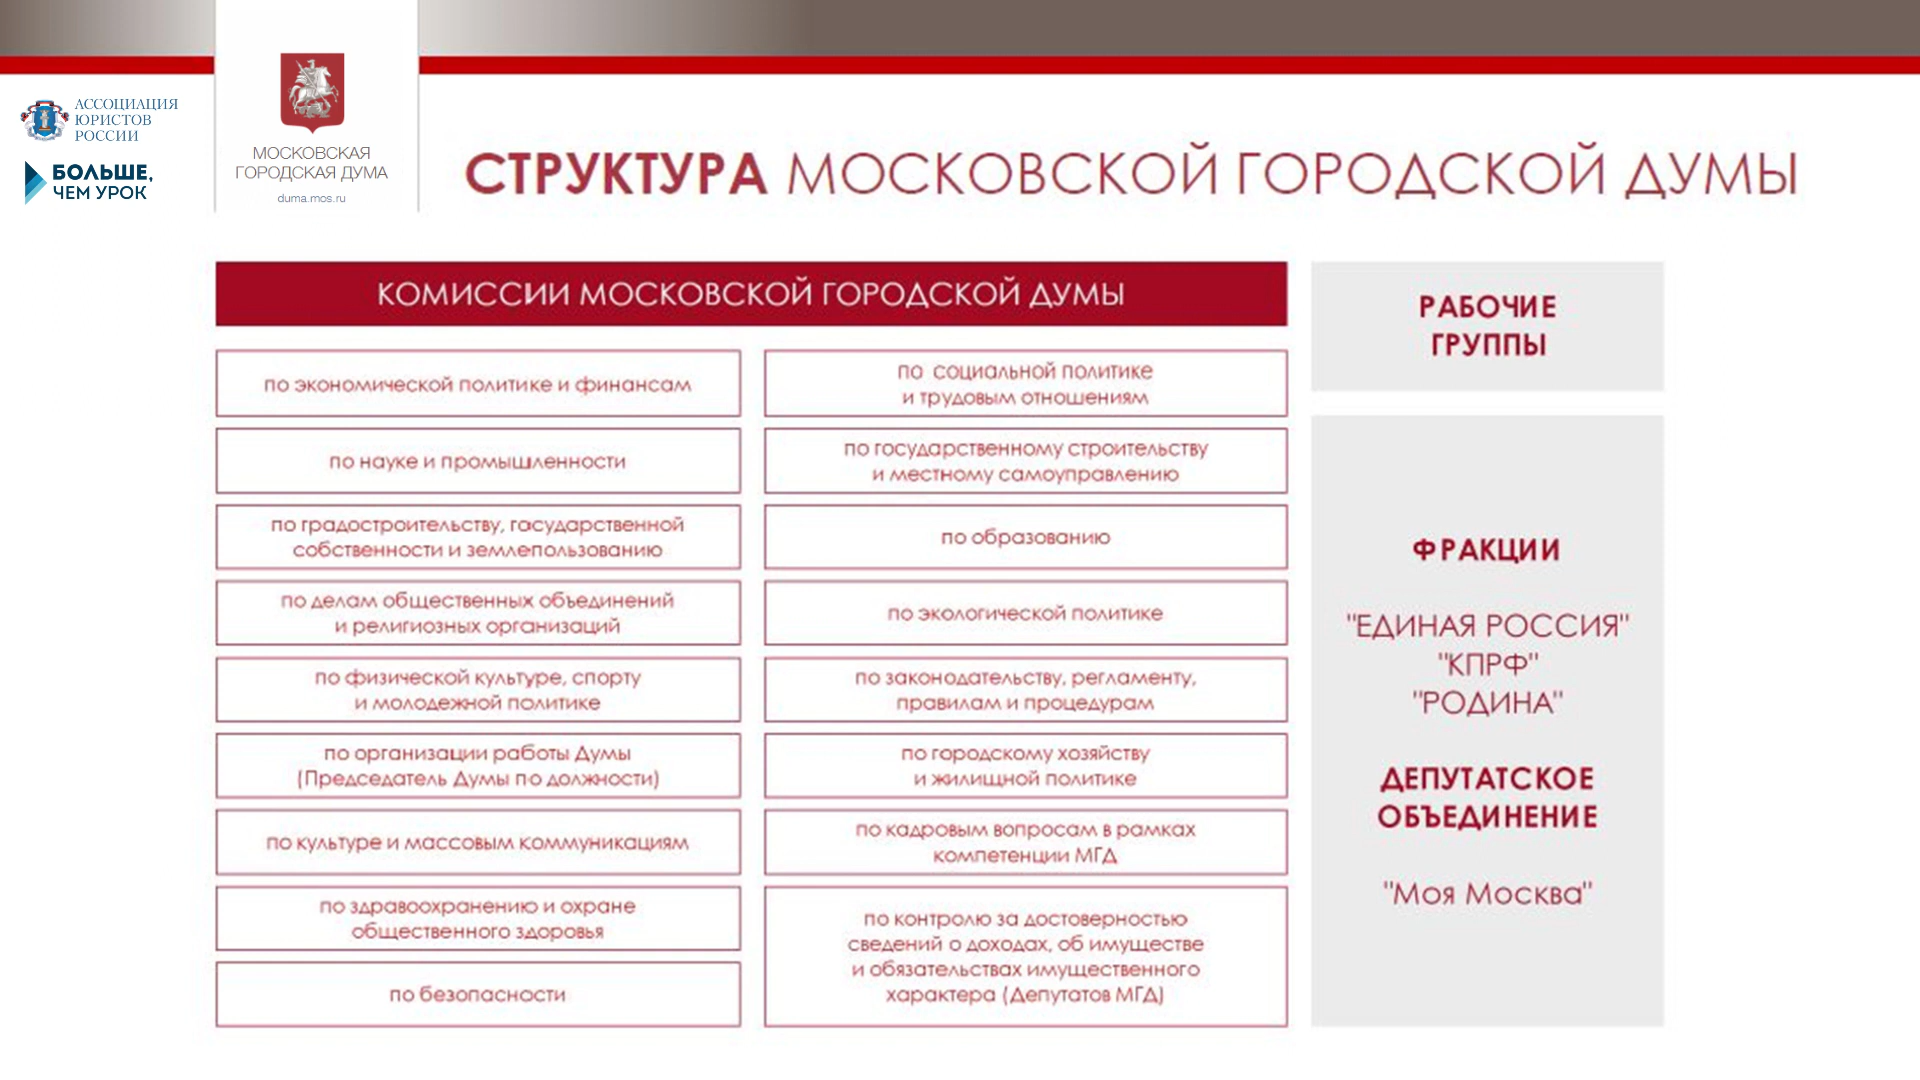 АССОЦИАЦИЯ
ЮРИСТОВ
РОССИИ
БОЛЬШЕ,
ЧЕМ УРОК
МОСКОВСКАЯ
ГОРОДСКАЯ ДУМА
duma.mos.ru
СТРУКТУРА МОСКОВСКОЙ ГОРОДСКОЙ ДУМЫ
КОМИССИИ МОСКОВСКОЙ ГОРОДСКОЙ ДУМЫ
по экономической политике и финансам
по науке и промышленности
по градостроительству, государственной
собственности и землепользованию
по делам общественных объединений
и религиозных организаций
по физической культуре, спорту
и молодежной политике
по организации работы Думы
(Председатель Думы по должности)
по культуре и массовым коммуникациям
по здравоохранению и охране
общественного здоровья
по безопасности
по социальной политике
и трудовым отношениям
по государственному строительству
и местному самоуправлению
по образованию
по экологической политике
по законодательству, регламенту,
правилам и процедурам
по городскому хозяйству
и жилищной политике
по кадровым вопросам в рамках
компетенции МГД
по контролю за достоверностью
сведений о доходах, об имуществе
и обязательствах имущественного
характера (Депутатов МГД)
РАБОЧИЕ
ГРУППЫ
ФРАКЦИИ
"ЕДИНАЯ РОССИЯ"
"КПРФ"
"РОДИНА"
ДЕПУТАТСКОЕ
ОБЪЕДИНЕНИЕ
"Моя Москва"